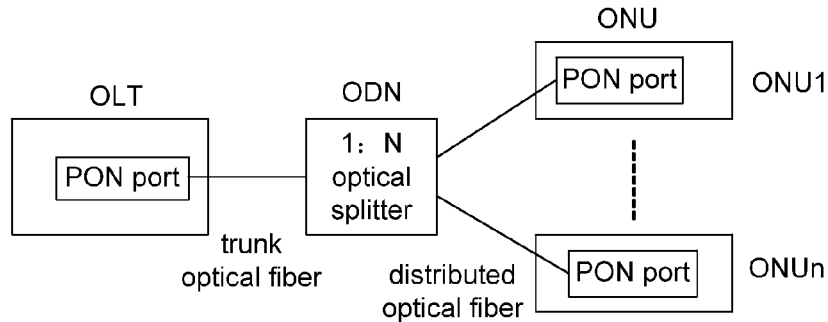 ONU
PON port
ONU1
OLT
ODN
PON port
1: N
optical
splitter
trunk
optical fiber
distributed
optical fiber
PON port
ONUn